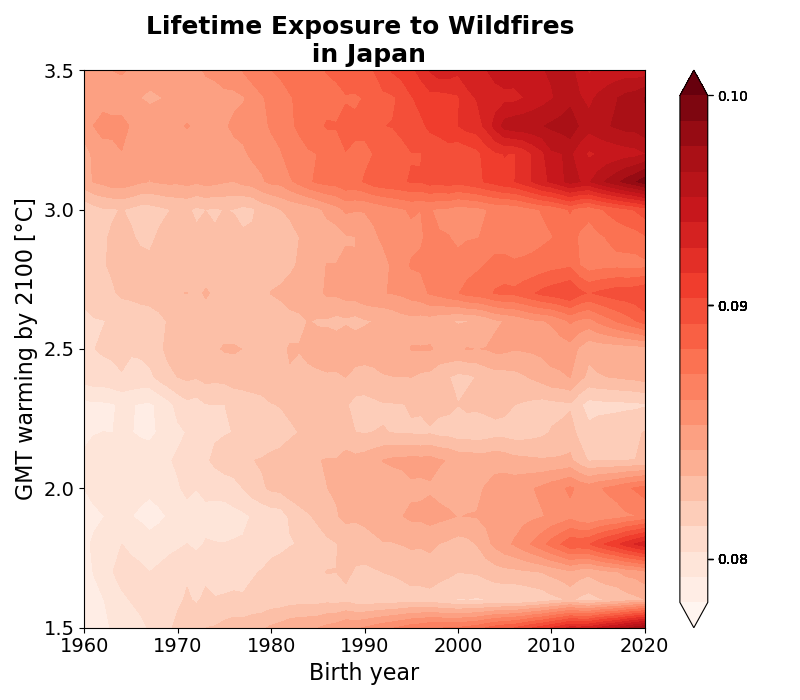 Lifetime Exposure to Wildfires
in Japan
3.5
3.0
2.5
2.0
1.5
GMT warming by 2100 [°C]
1960 1970 1980 1990 2000 2010 2020
Birth year
0.10
0.09
0.08